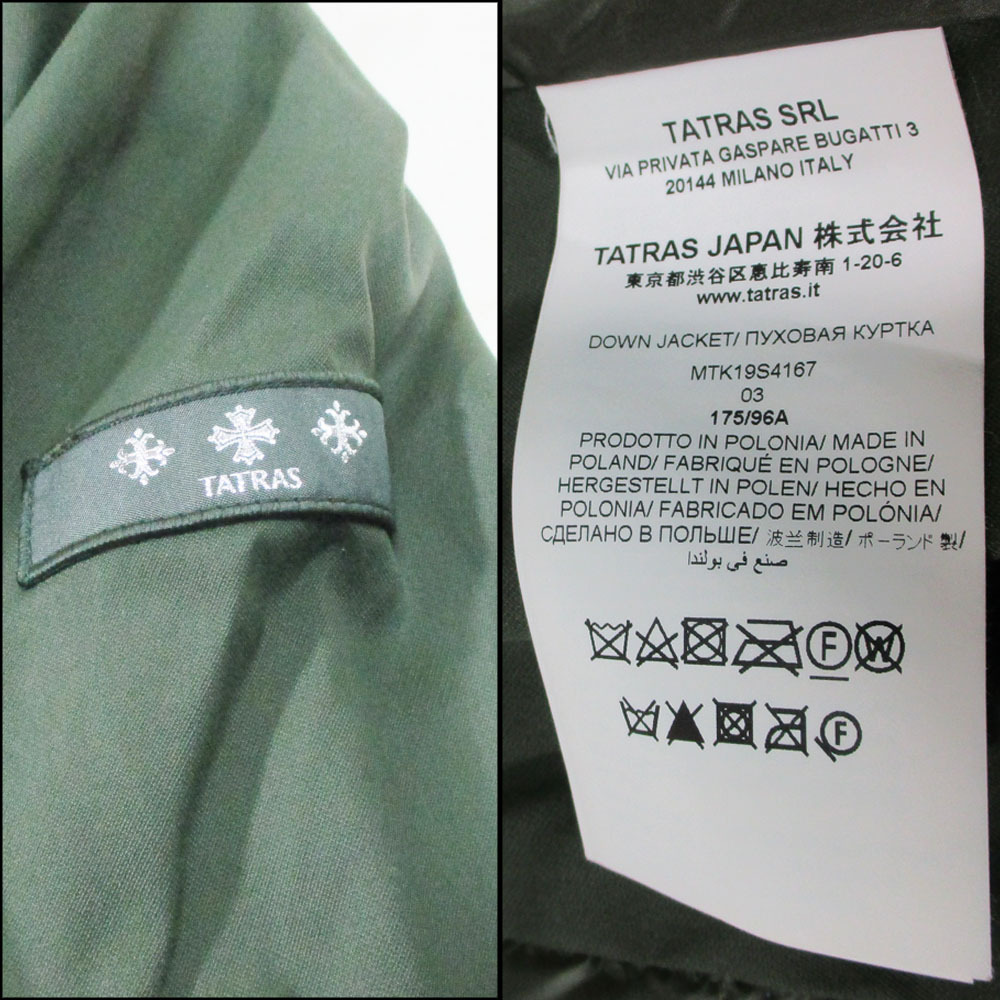 TATRAS
TATRAS SRL
VIA PRIVATA GASPARE BUGATTI 3
20144 MILANO ITALY
TATRAS JAPAN 株式会社
東京都渋谷区恵比寿南 1-20-6
www.tatras.it
DOWN JACKET/ ПУХОВАЯ КУРТКА
MTK19S4167
03
175/96A
PRODOTTO IN POLONIA/ MADE IN
POLAND/ FABRIQUÉ EN POLOGNE/
HERGESTELLT IN POLEN/ HECHO EN
POLONIA/ FABRICADO EM POLÓNIA/
СДЕЛАНО В ПОЛЬШЕ/ 波兰制造/ ポーランド製/
صنع في بولندا
F W
F